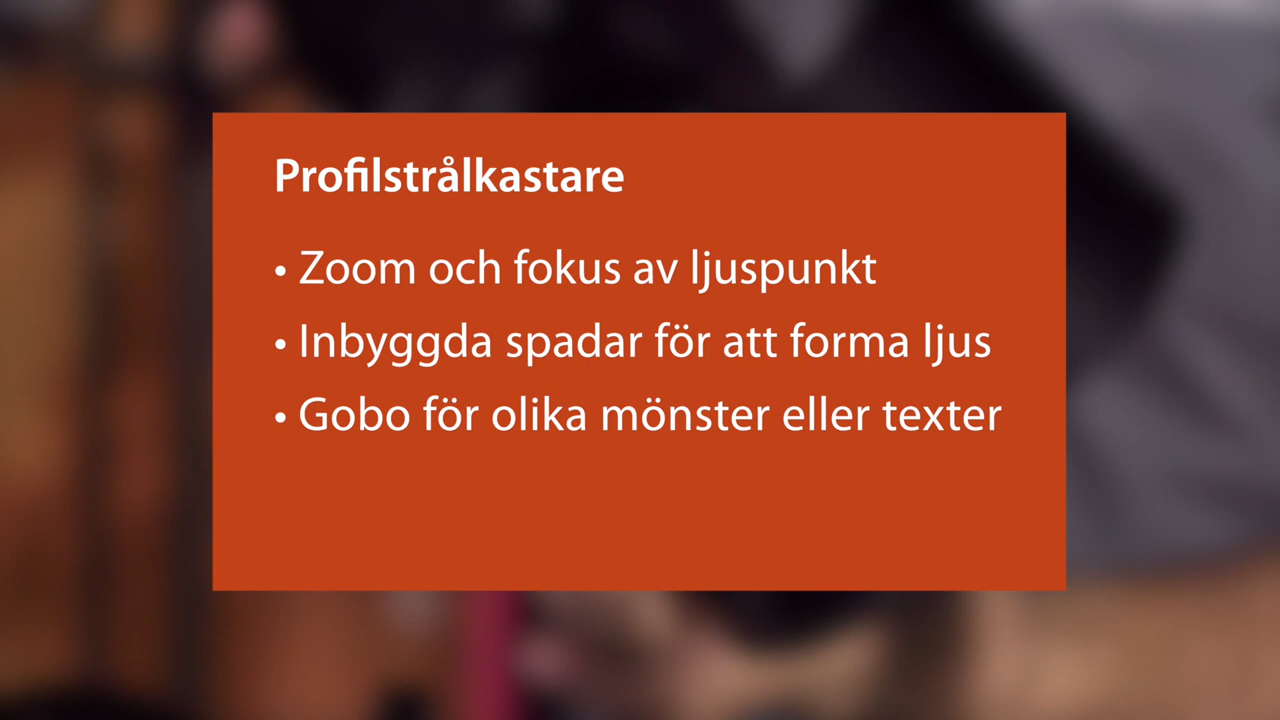 Profilstrålkastare
• Zoom och fokus av ljuspunkt
• Inbyggda spadar för att forma ljus
• Gobo för olika mönster eller texter